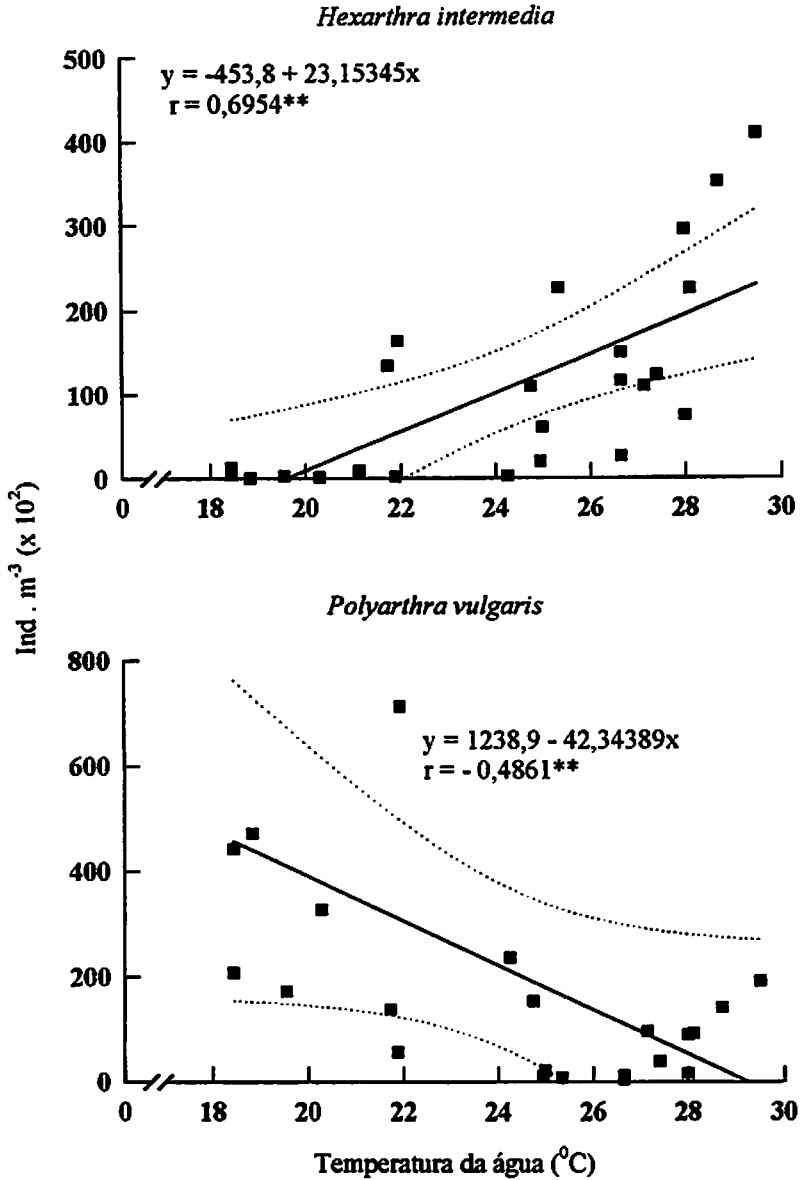 Hexarthra intermedia
500
y = -453,8 + 23,15345x
r = 0,6954**
400
300
200
100
0
0 18 20 22 24 26 28 30
Ind . m⁻³ (x 10²)
Polyarthra vulgaris
800
y = 1238,9 - 42,34389x
r = - 0,4861**
600
400
200
0
0 18 20 22 24 26 28 30
Temperatura da água (⁰C)